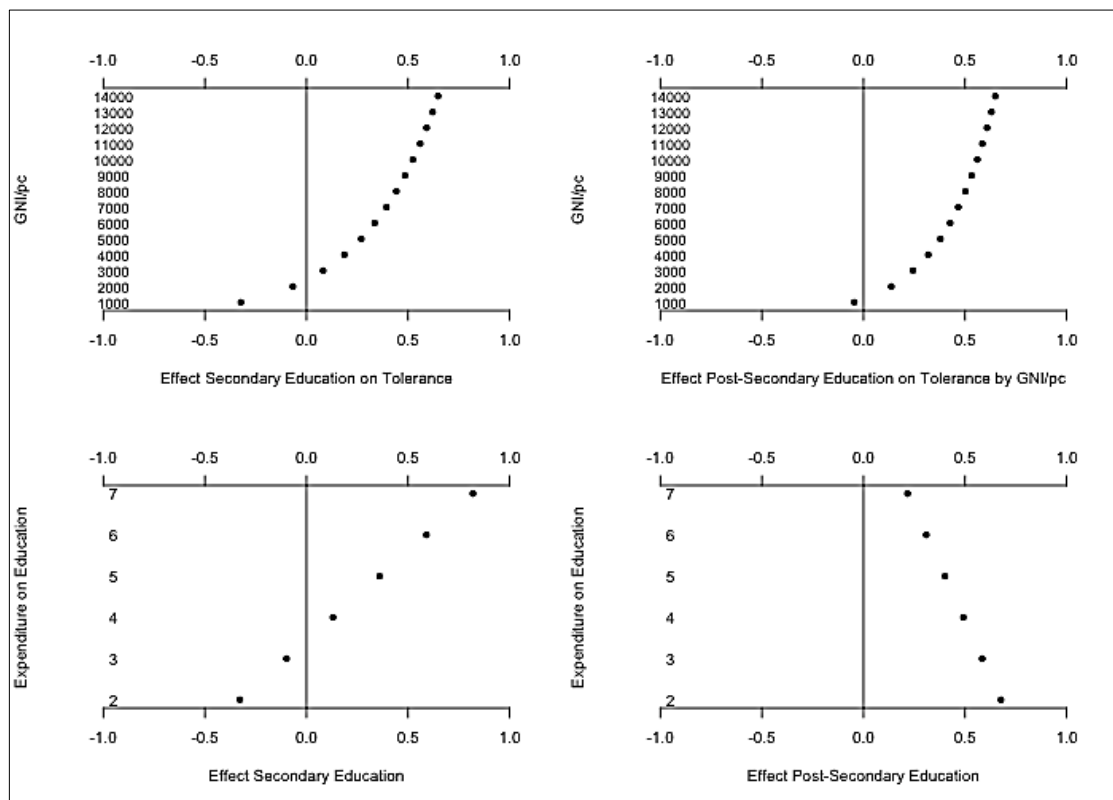 -1.0 -0.5 0.0 0.5 1.0
GNI/pc
14000
13000
12000
11000
10000
9000
8000
7000
6000
5000
4000
3000
2000
1000
-1.0 -0.5 0.0 0.5 1.0
Effect Secondary Education on Tolerance
-1.0 -0.5 0.0 0.5 1.0
GNI/pc
14000
13000
12000
11000
10000
9000
8000
7000
6000
5000
4000
3000
2000
1000
-1.0 -0.5 0.0 0.5 1.0
Effect Post-Secondary Education on Tolerance by GNI/pc
-1.0 -0.5 0.0 0.5 1.0
Expenditure on Education
7
6
5
4
3
2
-1.0 -0.5 0.0 0.5 1.0
Effect Secondary Education
-1.0 -0.5 0.0 0.5 1.0
Expenditure on Education
7
6
5
4
3
2
-1.0 -0.5 0.0 0.5 1.0
Effect Post-Secondary Education